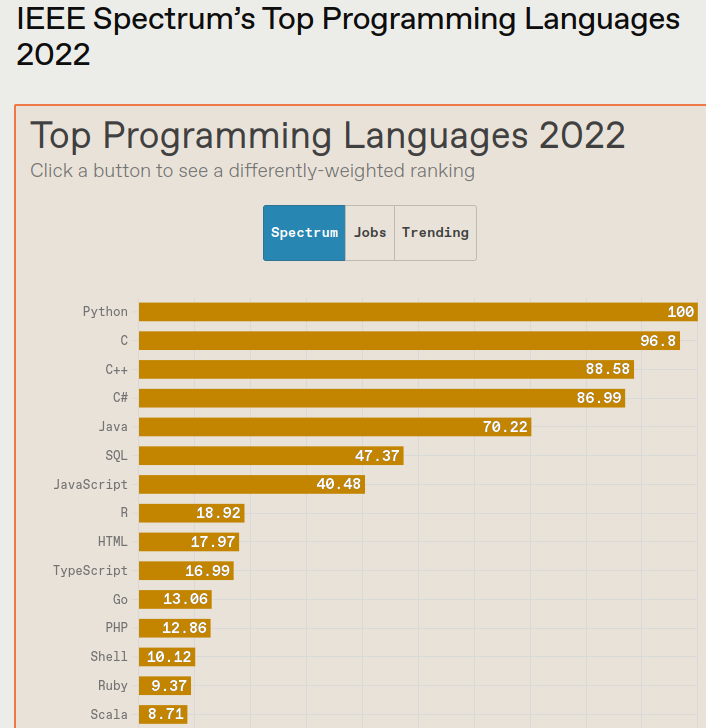 IEEE Spectrum’s Top Programming Languages
2022
Top Programming Languages 2022
Click a button to see a differently-weighted ranking
Spectrum Jobs Trending
Python 100
C 96.8
C++ 88.58
C# 86.99
Java 70.22
SQL 47.37
JavaScript 40.48
R 18.92
HTML 17.97
TypeScript 16.99
Go 13.06
PHP 12.86
Shell 10.12
Ruby 9.37
Scala 8.71